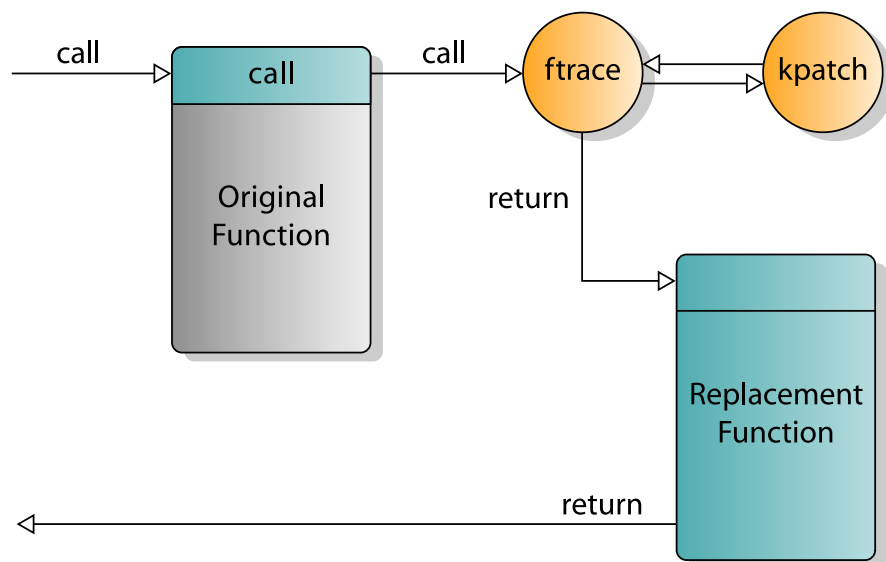 call
call
call
ftrace
kpatch
Original
Function
return
Replacement
Function
return